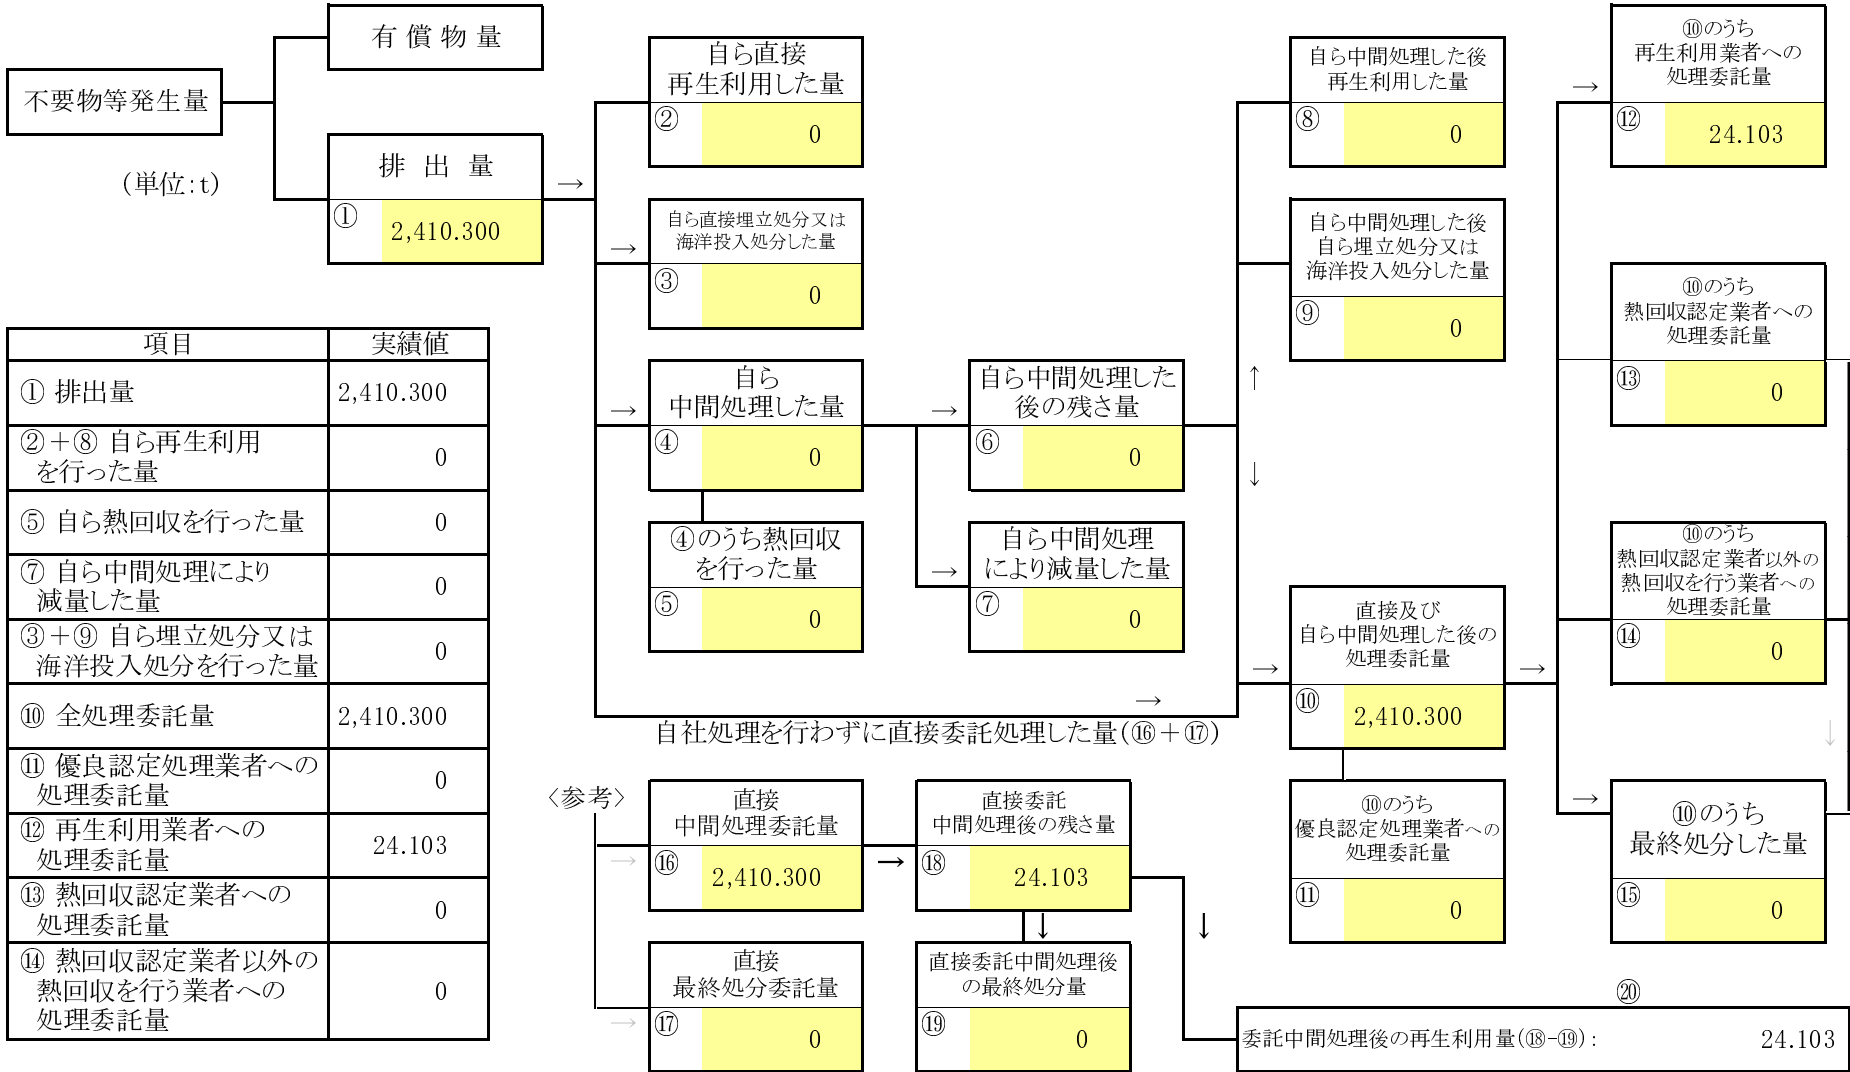 有 償 物 量
不要物等発生量
(単位:t)
排 出 量
①
2,410.300
→
自ら直接
再生利用した量
②
0
→
自ら直接埋立処分又は
海洋投入処分した量
③
0
→
自ら
中間処理した量
④
0
④のうち熱回収
を行った量
⑤
0
→
自ら中間処理した
後の残さ量
⑥
0
→
自ら中間処理
により減量した量
⑦
0
→
自社処理を行わずに直接委託処理した量(⑯+⑰)
自ら中間処理した後
再生利用した量
⑧
0
自ら中間処理した後
自ら埋立処分又は
海洋投入処分した量
⑨
0
↑
↓
→
直接及び
自ら中間処理した後の
処理委託量
⑩
2,410.300
⑩のうち
優良認定処理業者への
処理委託量
⑪
0
→
→
⑩のうち
再生利用業者への
処理委託量
⑫
24.103
⑩のうち
熱回収認定業者への
処理委託量
⑬
0
⑩のうち
熱回収認定業者以外の
熱回収を行う業者への
処理委託量
⑭
0
↓
→
⑩のうち
最終処分した量
⑮
0
項目 実績値
① 排出量 2,410.300
②+⑧ 自ら再生利用
を行った量 0
⑤ 自ら熱回収を行った量 0
⑦ 自ら中間処理により
減量した量 0
③+⑨ 自ら埋立処分又は
海洋投入処分を行った量 0
⑩ 全処理委託量 2,410.300
⑪ 優良認定処理業者への
処理委託量 0
⑫ 再生利用業者への
処理委託量 24.103
⑬ 熱回収認定業者への
処理委託量 0
⑭ 熱回収認定業者以外の
熱回収を行う業者への
処理委託量 0
〈参考〉
→
直接
中間処理委託量
⑯
2,410.300
→
直接委託
中間処理後の残さ量
⑱
24.103
↓
↓
→
直接
最終処分委託量
⑰
0
直接委託中間処理後
の最終処分量
⑲
0
⑳
委託中間処理後の再生利用量(⑱-⑲): 24.103